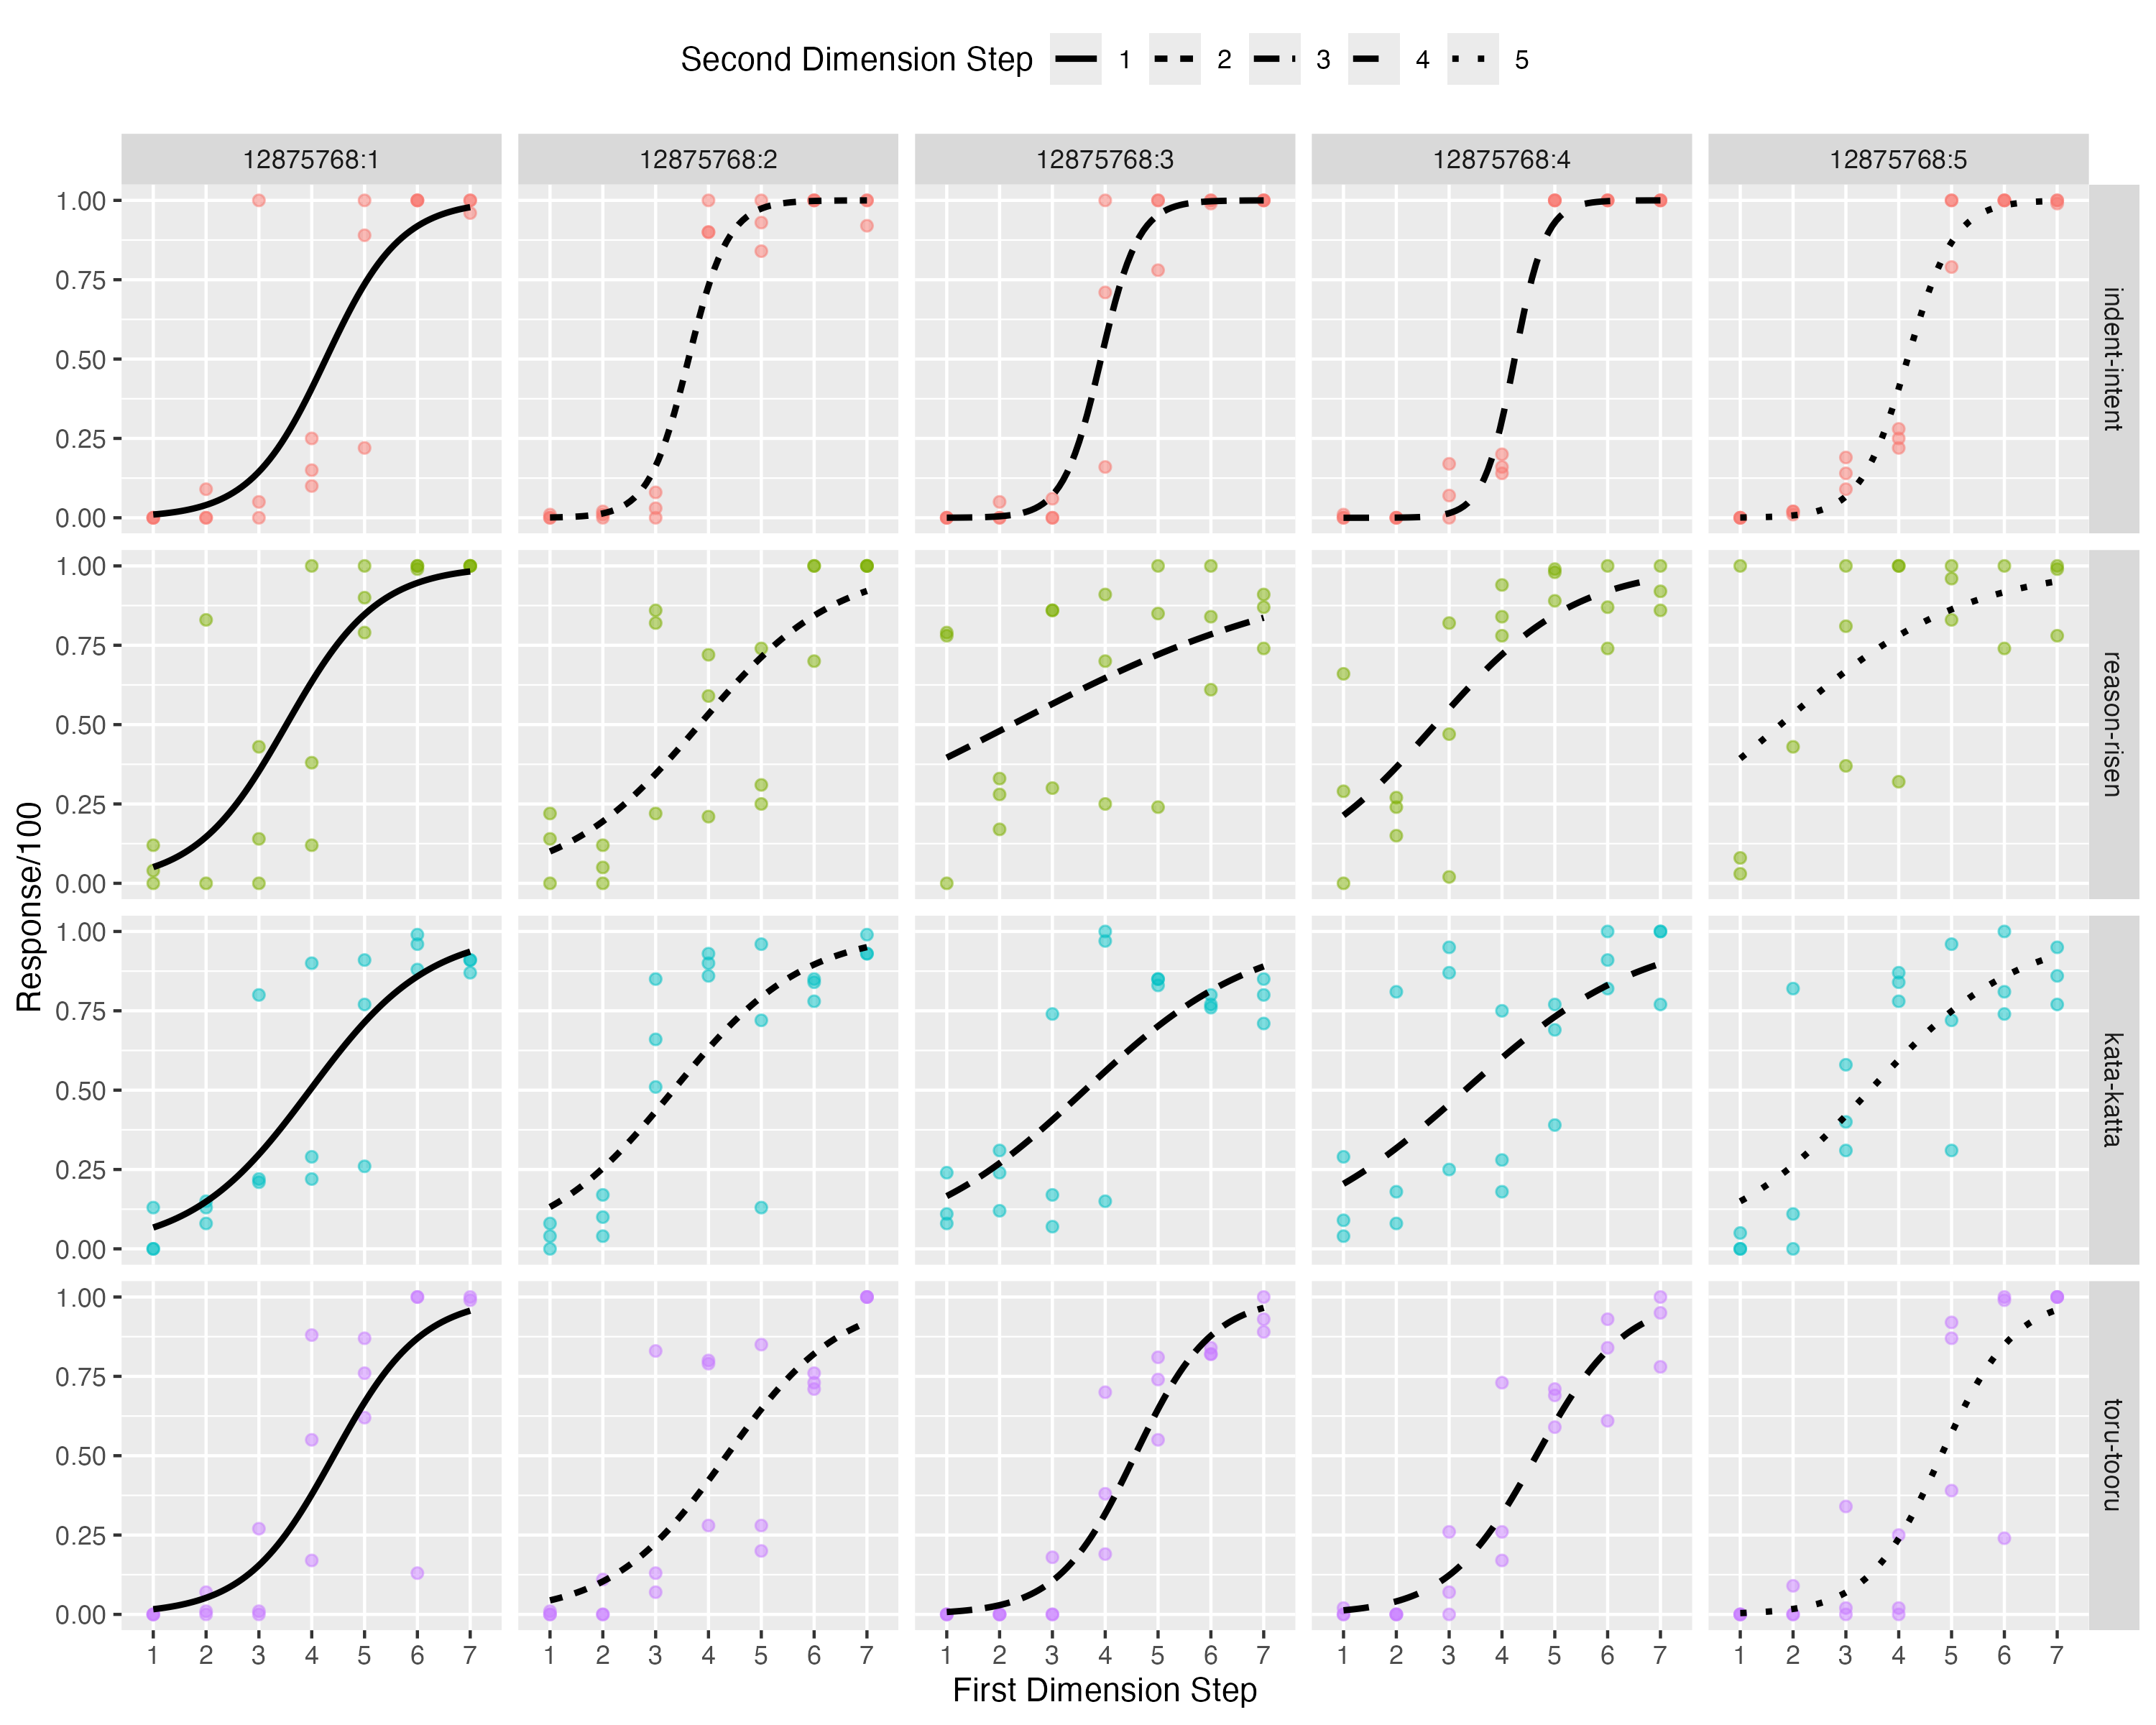 Second Dimension Step 1 2 3 4 5
12875768:1 12875768:2 12875768:3 12875768:4 12875768:5
1.00
0.75
0.50
0.25
0.00
indent-intent
1.00
0.75
0.50
0.25
0.00
reason-risen
1.00
0.75
0.50
0.25
0.00
kata-katta
1.00
0.75
0.50
0.25
0.00
toru-tooru
Response/100
1 2 3 4 5 6 7 1 2 3 4 5 6 7 1 2 3 4 5 6 7 1 2 3 4 5 6 7 1 2 3 4 5 6 7
First Dimension Step